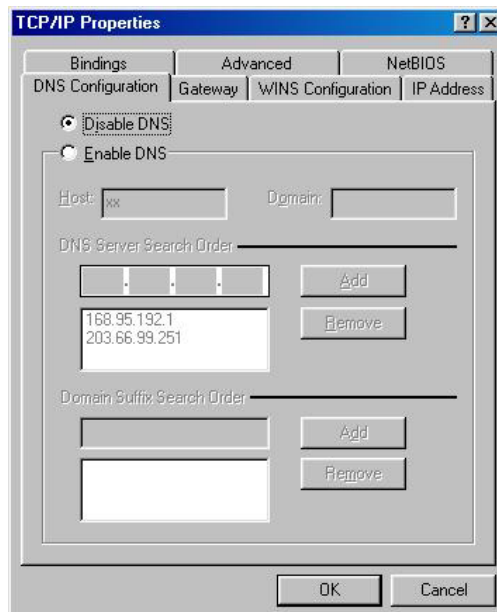 TCP/IP Properties
Bindings Advanced NetBIOS
DNS Configuration Gateway WINS Configuration IP Address
Disable DNS
Enable DNS
Host: xx Domain:
DNS Server Search Order
Add
168.95.192.1
203.66.99.251
Remove
Domain Suffix Search Order
Add
Remove
OK Cancel